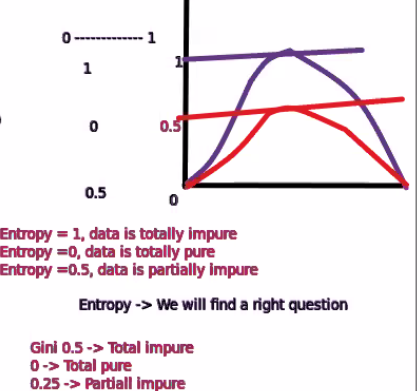 0 ------------- 1
1
1
0
0.5
0.5
0
Entropy = 1, data is totally impure
Entropy =0, data is totally pure
Entropy =0.5, data is partially impure
Entropy -> We will find a right question
Gini 0.5 -> Total impure
0 -> Total pure
0.25 -> Partiall impure